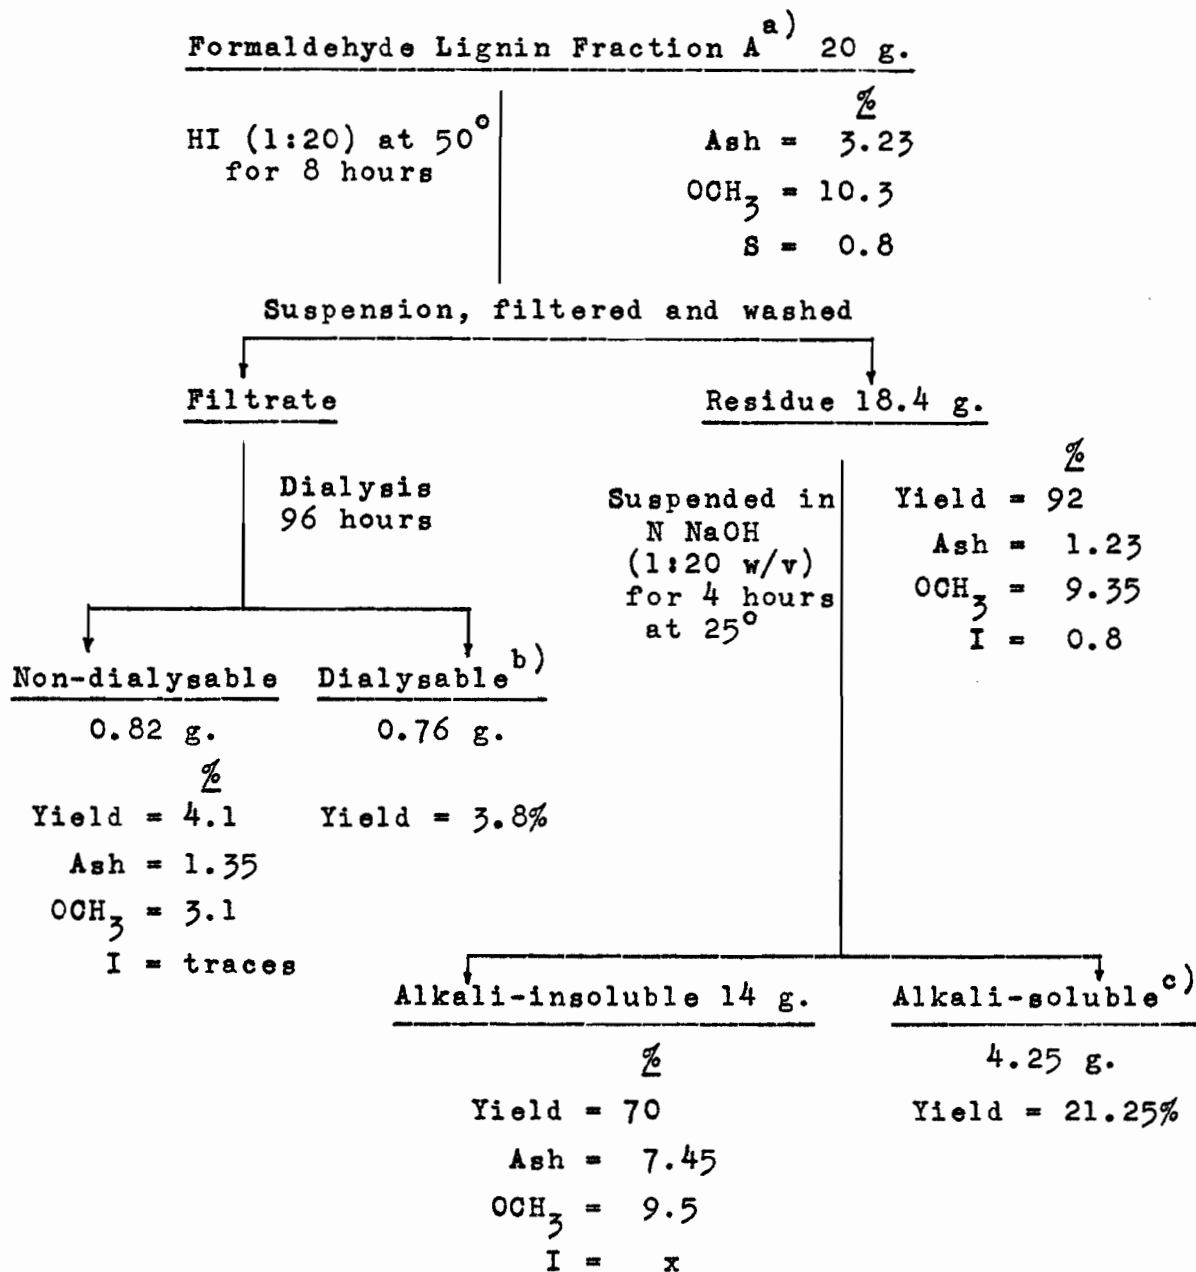 Formaldehyde Lignin Fraction A a) 20 g.
HI (1:20) at 50°
for 8 hours
%
Ash = 3.23
OCH3 = 10.3
S = 0.8
Suspension, filtered and washed
Filtrate
Residue 18.4 g.
Dialysis
96 hours
Suspended in
N NaOH
(1:20 w/v)
for 4 hours
at 25°
%
Yield = 92
Ash = 1.23
OCH3 = 9.35
I = 0.8
Non-dialysable
0.82 g.
%
Yield = 4.1
Ash = 1.35
OCH3 = 3.1
I = traces
Dialysable b)
0.76 g.
Yield = 3.8%
Alkali-insoluble 14 g.
%
Yield = 70
Ash = 7.45
OCH3 = 9.5
I = x
Alkali-soluble c)
4.25 g.
Yield = 21.25%